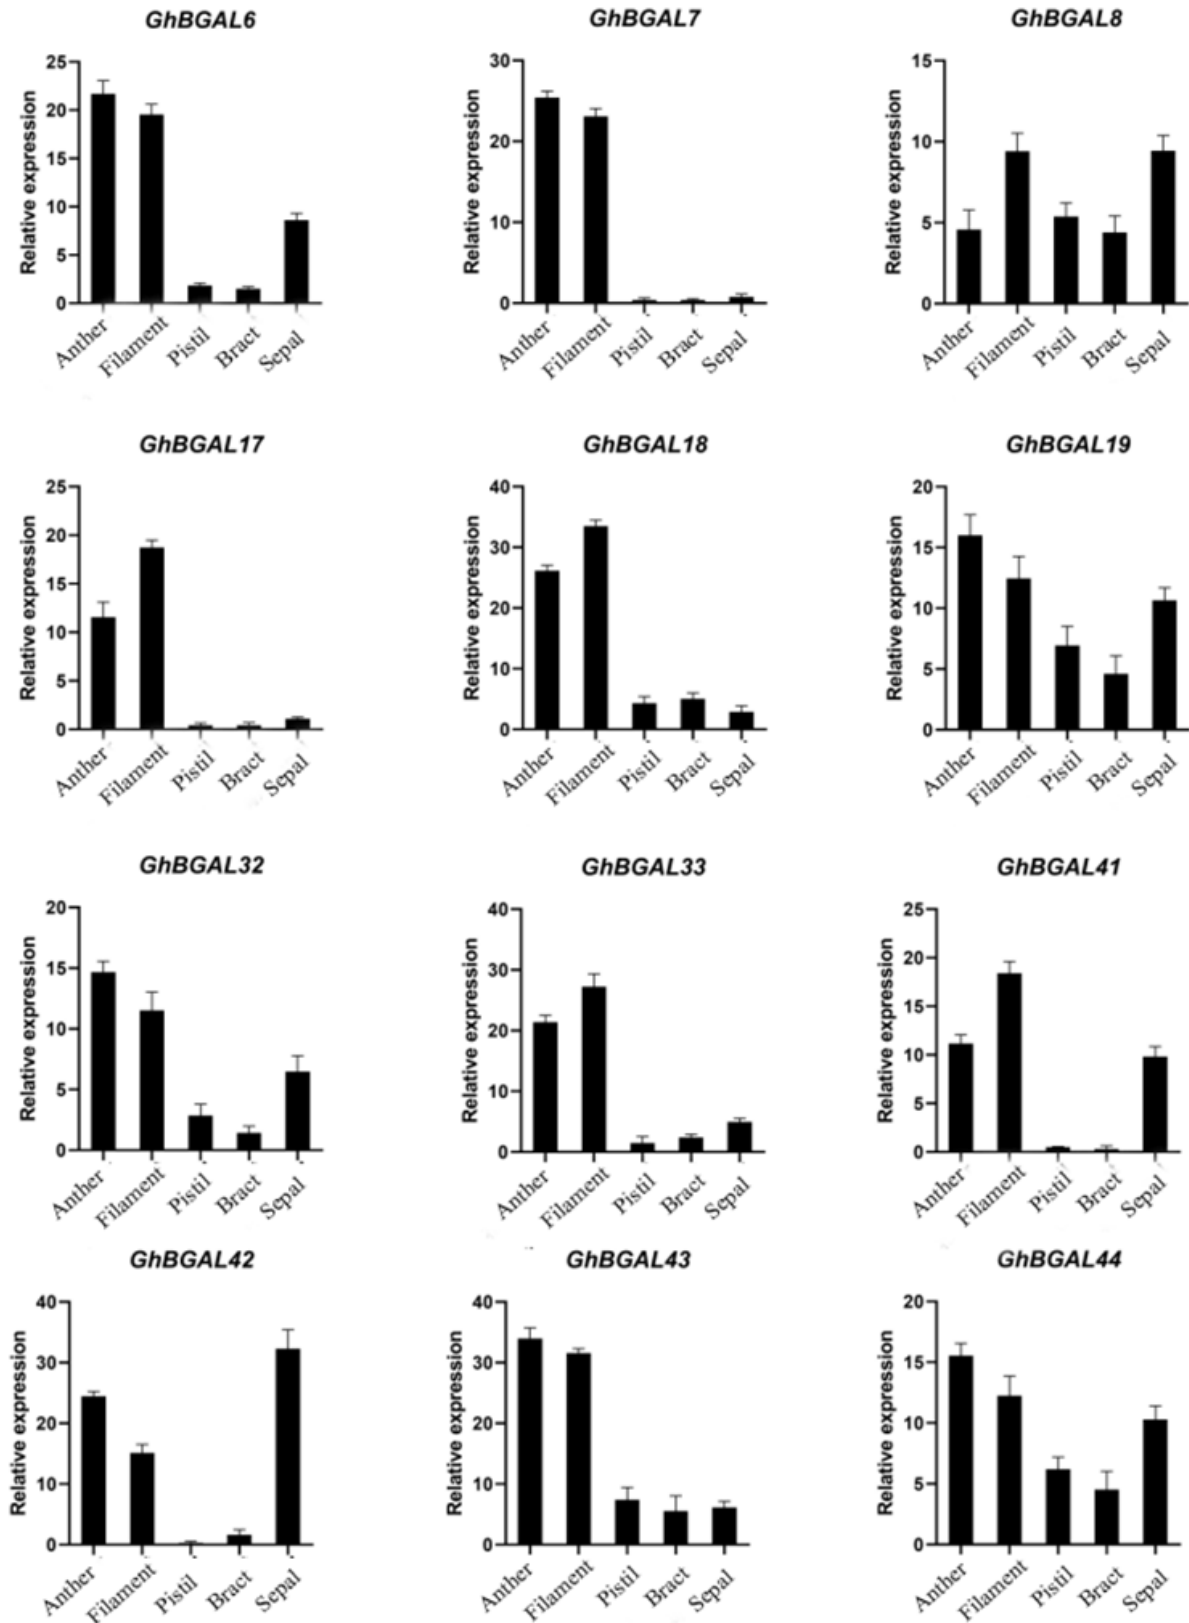 GhBGAL6
GhBGAL7
GhBGAL8
Relative expression
25
20
15
10
5
0
Anther
Filament
Pistil
Bract
Sepal
Relative expression
30
20
10
0
Anther
Filament
Pistil
Bract
Sepal
Relative expression
15
10
5
0
Anther
Filament
Pistil
Bract
Sepal
GhBGAL17
GhBGAL18
GhBGAL19
Relative expression
25
20
15
10
5
0
Anther
Filament
Pistil
Bract
Sepal
Relative expression
40
30
20
10
0
Anther
Filament
Pistil
Bract
Sepal
Relative expression
20
15
10
5
0
Anther
Filament
Pistil
Bract
Sepal
GhBGAL32
GhBGAL33
GhBGAL41
Relative expression
20
15
10
5
0
Anther
Filament
Pistil
Bract
Sepal
Relative expression
40
30
20
10
0
Anther
Filament
Pistil
Bract
Sepal
Relative expression
25
20
15
10
5
0
Anther
Filament
Pistil
Bract
Sepal
GhBGAL42
GhBGAL43
GhBGAL44
Relative expression
40
30
20
10
0
Anther
Filament
Pistil
Bract
Sepal
Relative expression
40
30
20
10
0
Anther
Filament
Pistil
Bract
Sepal
Relative expression
20
15
10
5
0
Anther
Filament
Pistil
Bract
Sepal